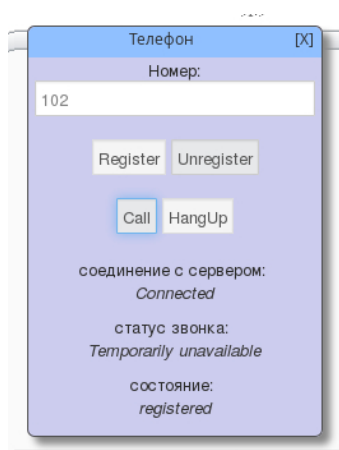 Телефон [X]
Номер:
102
Register Unregister
Call HangUp
соединение с сервером:
Connected
статус звонка:
Temporarily unavailable
состояние:
registered